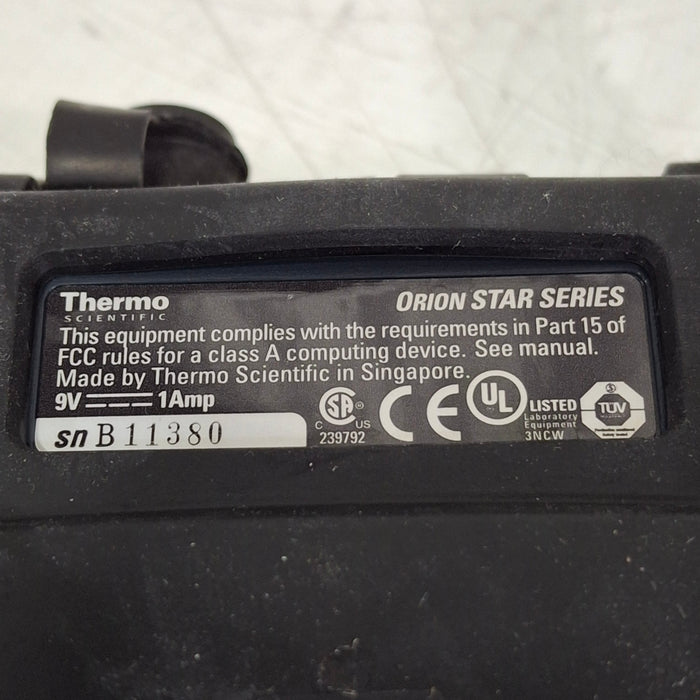 Thermo
SCIENTIFIC
ORION STAR SERIES
This equipment complies with the requirements in Part 15 of
FCC rules for a class A computing device. See manual.
Made by Thermo Scientific in Singapore.
9V 1Amp
sn B11380
SA ®
C US
239792
CE
UL ®
LISTED
Laboratory
Equipment
3NCW
TUV